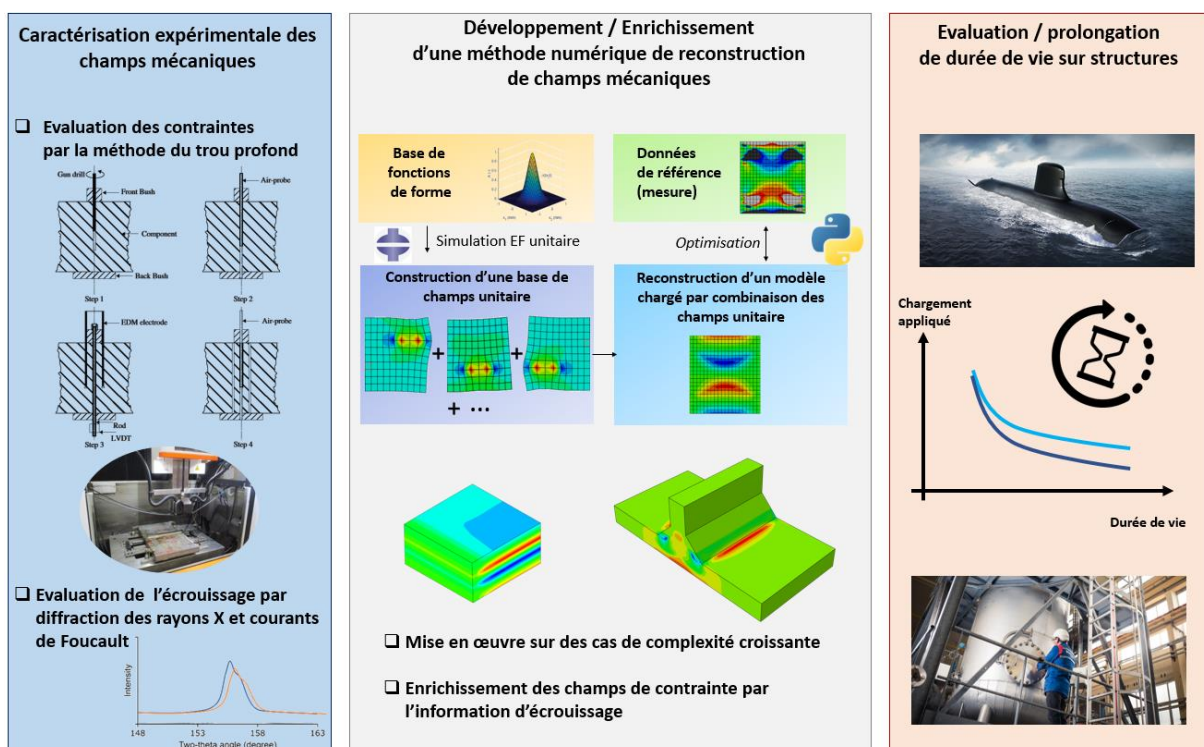 Caractérisation expérimentale des
champs mécaniques
❑ Evaluation des contraintes
par la méthode du trou profond
Gun drill
Front Bush
Component
Back Bush
Step 1
Air-probe
Step 2
EDM electrode
Rod
LVDT
Step 3
Air-probe
Step 4
❑ Evaluation de l'écrouissage par
diffraction des rayons X et courants
de Foucault
Intensity
148 153 158 163
Two-theta angle (degree)
Développement / Enrichissement
d'une méthode numérique de reconstruction
de champs mécaniques
Base de
fonctions
de forme
Données
de référence
(mesure)
Simulation EF unitaire
Optimisation
Construction d'une base de
champs unitaire
+ +
+ ...
Reconstruction d'un modèle
chargé par combinaison des
champs unitaire
❑ Mise en œuvre sur des cas de complexité croissante
❑ Enrichissement des champs de contrainte par
l'information d'écrouissage
Evaluation / prolongation
de durée de vie sur structures
Chargement
appliqué
Durée de vie